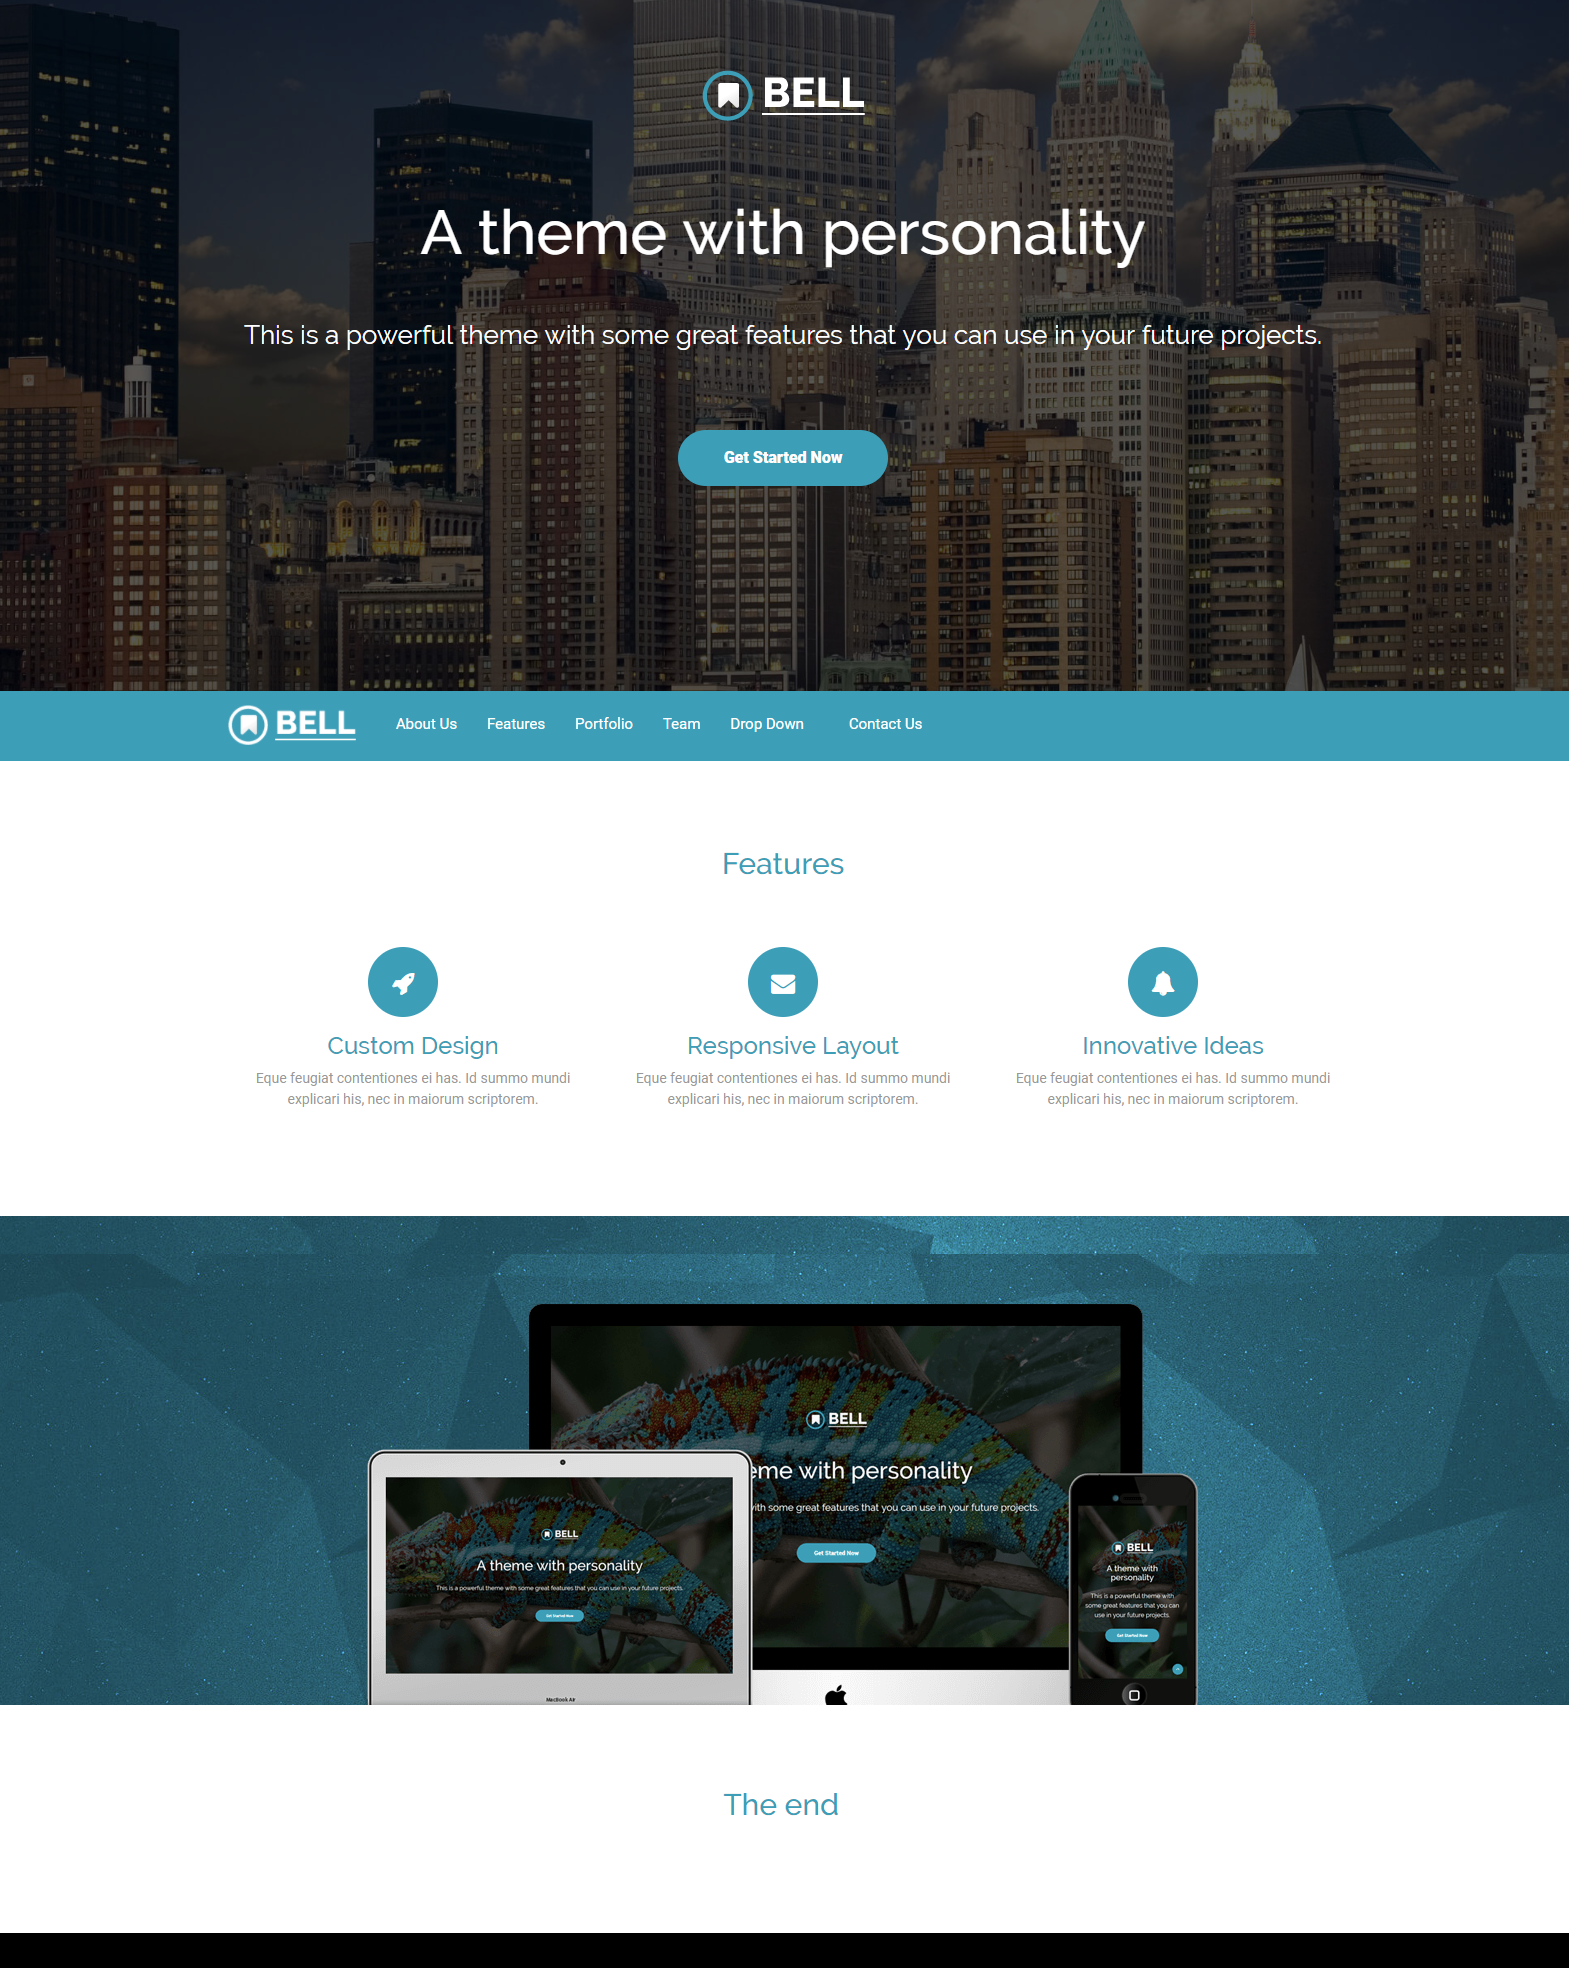 BELL
A theme with personality
This is a powerful theme with some great features that you can use in your future projects.
Get Started Now
BELL
About Us Features Portfolio Team Drop Down Contact Us
Features
Custom Design
Eque feugiat contentiones ei has. Id summo mundi
explicari his, nec in maiorum scriptorem.
Responsive Layout
Eque feugiat contentiones ei has. Id summo mundi
explicari his, nec in maiorum scriptorem.
Innovative Ideas
Eque feugiat contentiones ei has. Id summo mundi
explicari his, nec in maiorum scriptorem.
BELL
eme with personality
ith some great features that you can use in your future projects.
Get Started Now
BELL
A theme with personality
This is a powerful theme with some great features that you can use in your future projects.
Get Started Now
MacBook Air
BELL
A theme with
personality
This is a powerful theme with
some great features that you can
use in your future projects.
Get Started Now
The end